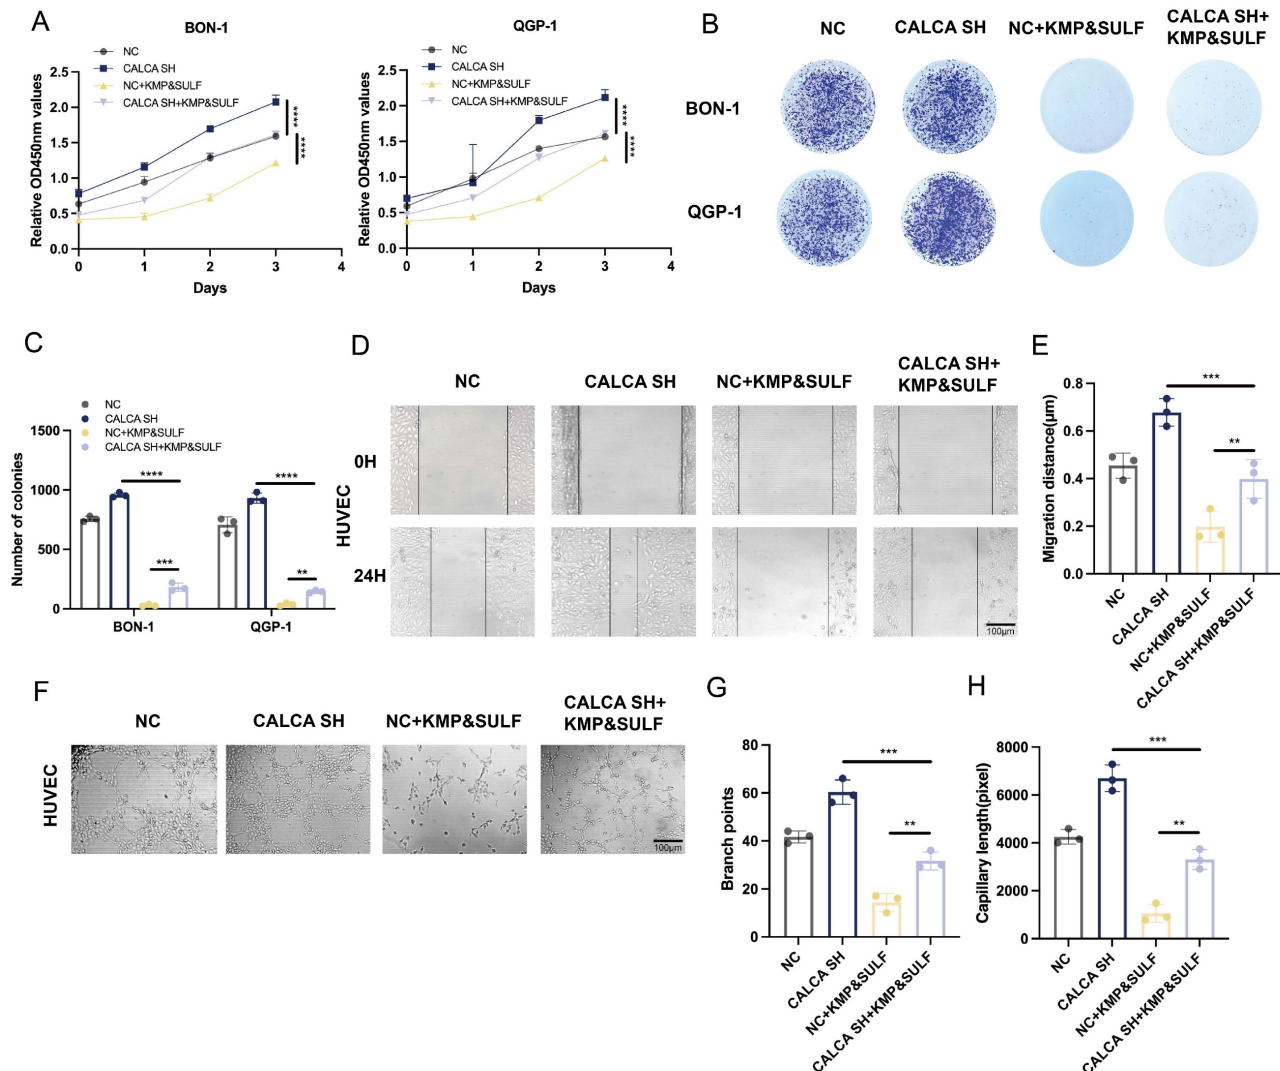 A
BON-1
NC
CALCA SH
NC+KMP&SULF
CALCA SH+KMP&SULF
Relative OD450nm values
2.5
2.0
1.5
1.0
0.5
0.0
0 1 2 3 4
Days
****
****
QGP-1
NC
CALCA SH
NC+KMP&SULF
CALCA SH+KMP&SULF
Relative OD450nm values
2.5
2.0
1.5
1.0
0.5
0.0
0 1 2 3 4
Days
****
****
B
NC CALCA SH NC+KMP&SULF CALCA SH+
KMP&SULF
BON-1
QGP-1
C
NC
CALCA SH
NC+KMP&SULF
CALCA SH+KMP&SULF
Number of colonies
1500
1000
500
0
**** ****
*** **
BON-1 QGP-1
D
NC CALCA SH NC+KMP&SULF CALCA SH+
KMP&SULF
HUVEC
0H
24H
100μm
E
Migration distance(μm)
0.8
0.6
0.4
0.2
0.0
***
**
NC
CALCA SH
NC+KMP&SULF
CALCA SH+KMP&SULF
F
NC CALCA SH NC+KMP&SULF CALCA SH+
KMP&SULF
HUVEC
100μm
G
Branch points
80
60
40
20
0
***
**
NC
CALCA SH
NC+KMP&SULF
CALCA SH+KMP&SULF
H
Capillary length(pixel)
8000
6000
4000
2000
0
***
**
NC
CALCA SH
NC+KMP&SULF
CALCA SH+KMP&SULF